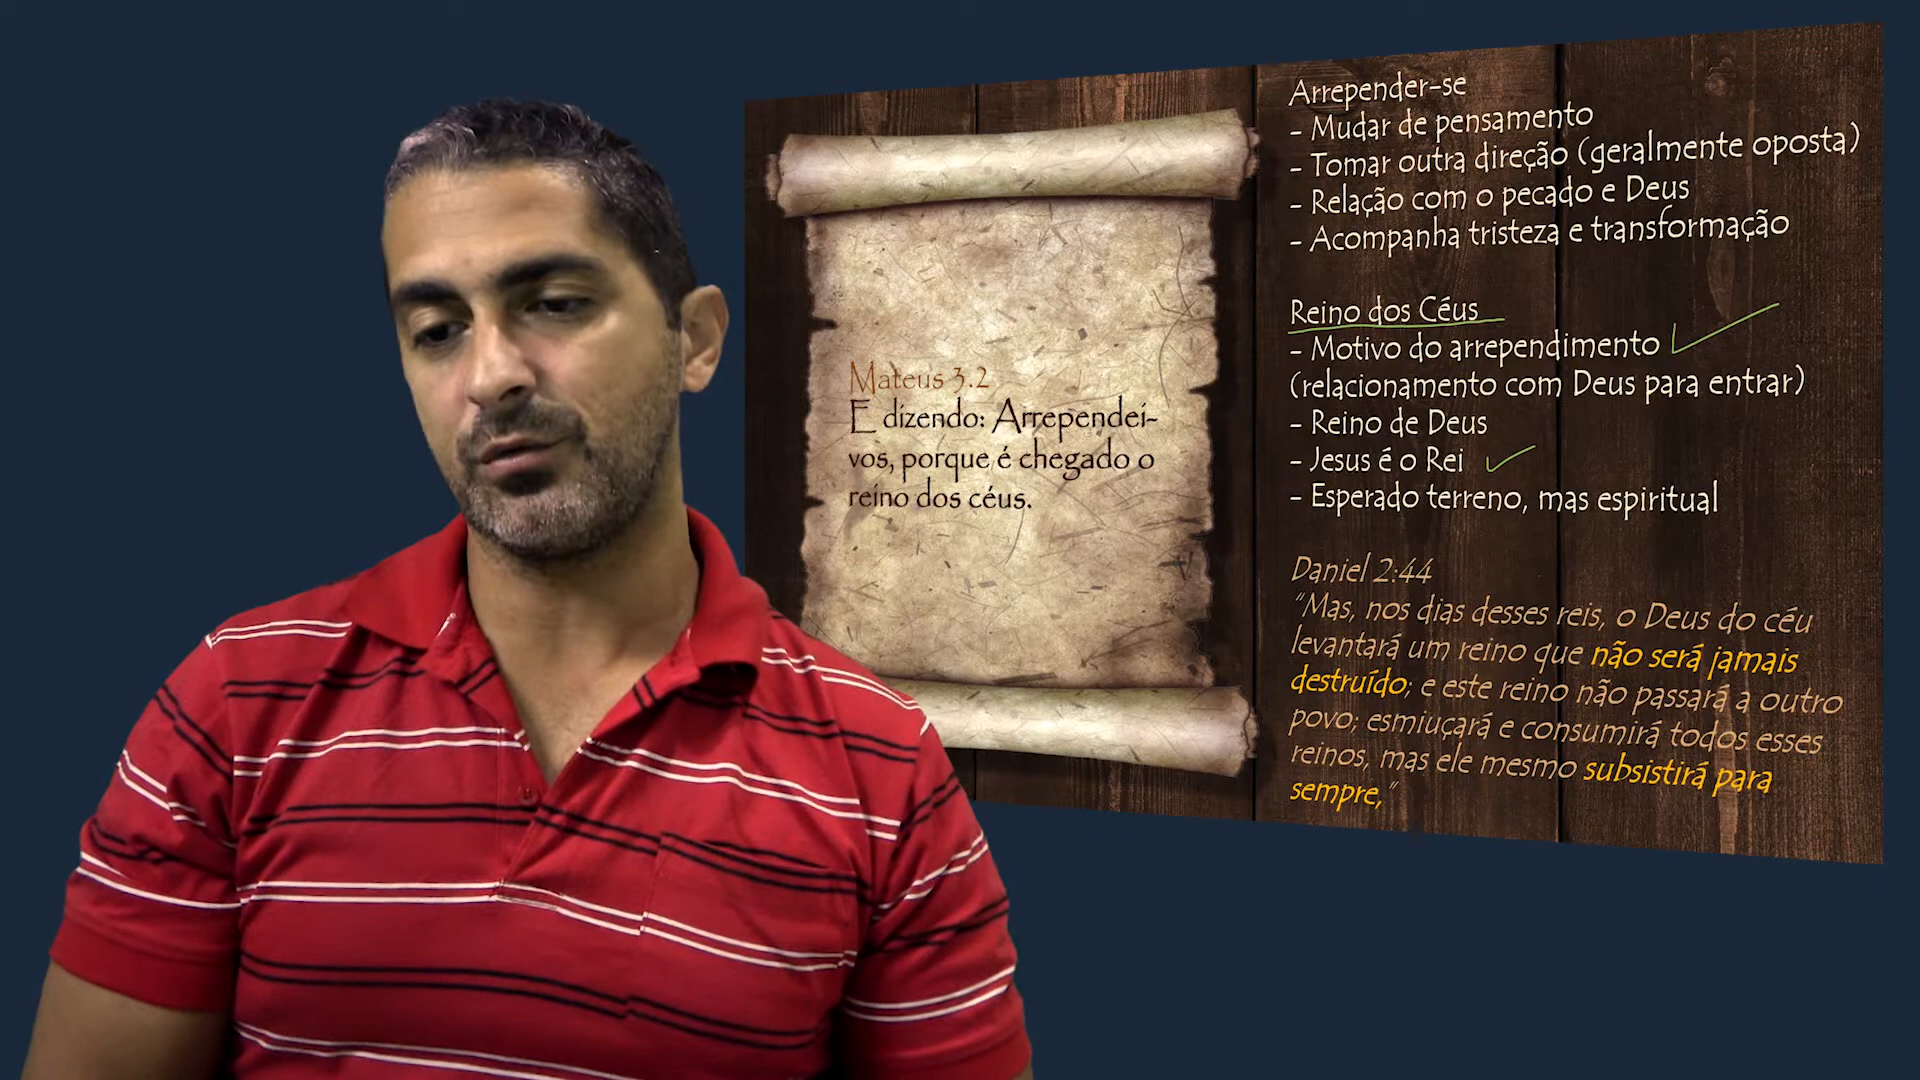 Mateus 3.2
E dizendo: Arrependei-
vos, porque é chegado o
reino dos céus.
Arrepender-se
- Mudar de pensamento
- Tomar outra direção (geralmente oposta)
- Relação com o pecado e Deus
- Acompanha tristeza e transformação
Reino dos Céus
- Motivo do arrependimento
(relacionamento com Deus para entrar)
- Reino de Deus
- Jesus é o Rei
- Esperado terreno, mas espiritual
Daniel 2:44
"Mas, nos dias desses reis, o Deus do céu
levantará um reino que não será jamais
destruído; e este reino não passará a outro
povo; esmiuçará e consumirá todos esses
reinos, mas ele mesmo subsistirá para
sempre,"